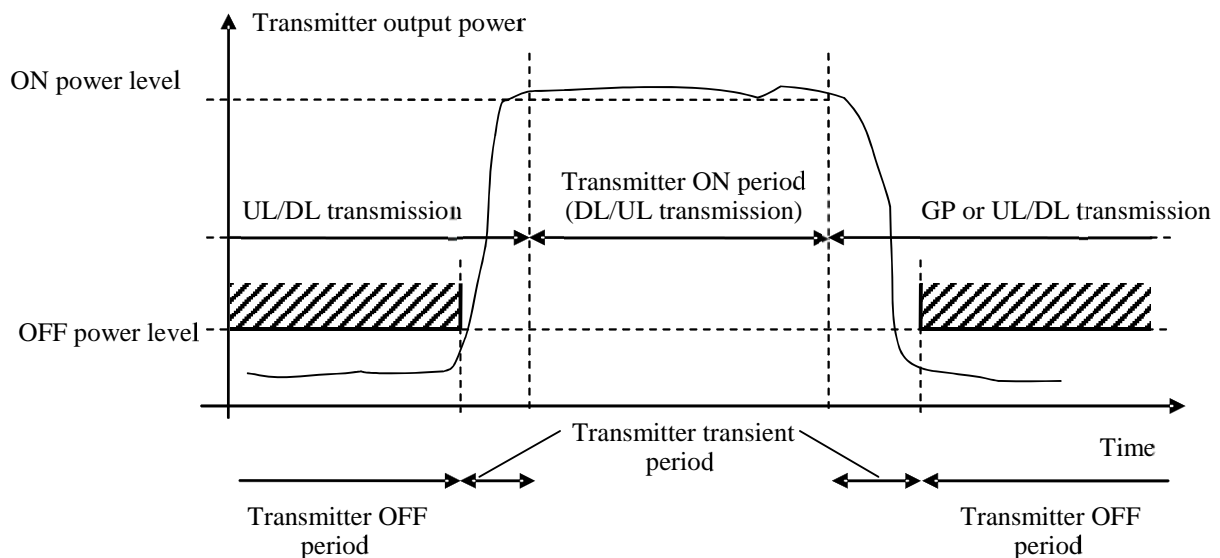 Transmitter output power
ON power level
Transmitter ON period
(DL/UL transmission)
UL/DL transmission
GP or UL/DL transmission
OFF power level
Transmitter transient
period
Time
Transmitter OFF
period
Transmitter OFF
period